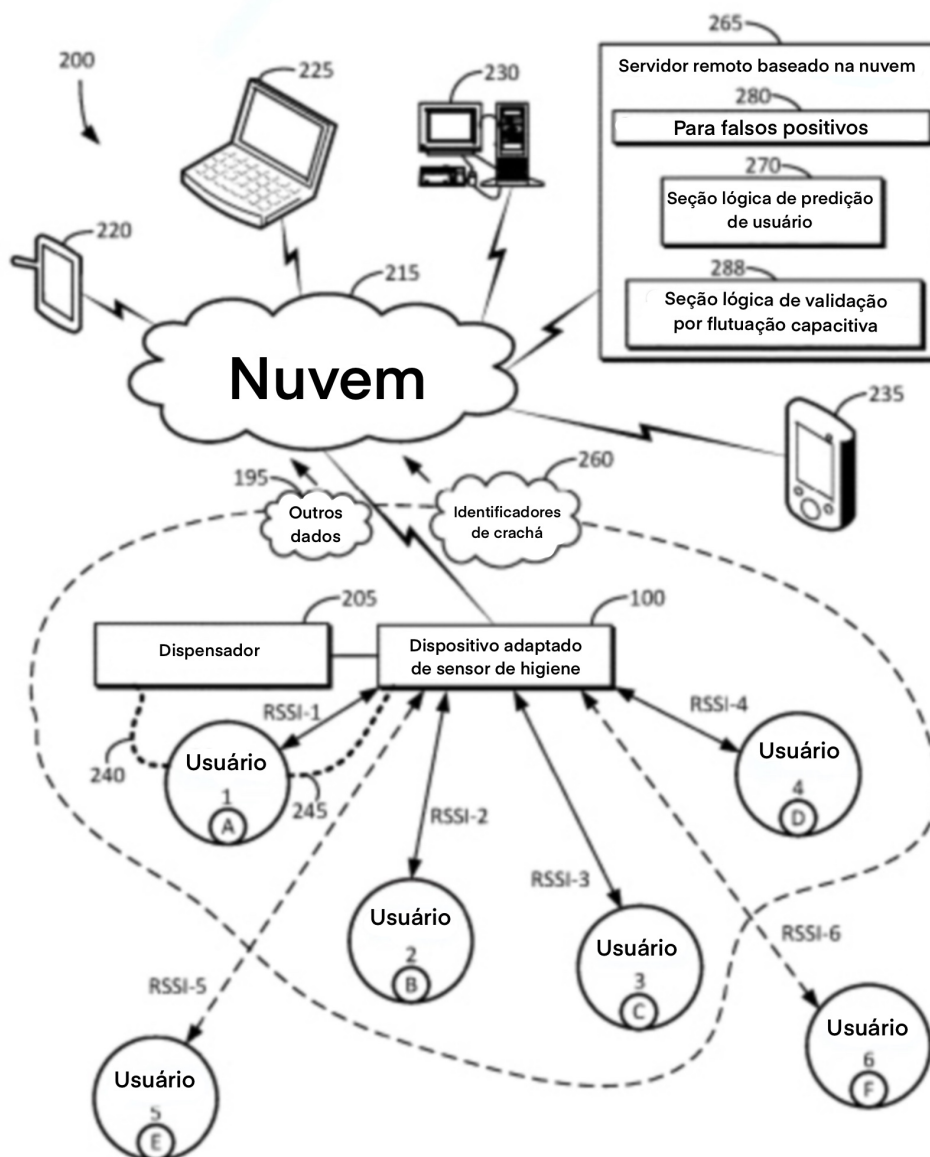 200
225
230
265
Servidor remoto baseado na nuvem
280
Para falsos positivos
270
Seção lógica de predição
de usuário
288
Seção lógica de validação
por flutuação capacitiva
220
215
Nuvem
235
195
Outros
dados
260
Identificadores
de crachá
205
Dispensador
100
Dispositivo adaptado
de sensor de higiene
RSSI-1
RSSI-4
240
Usuário
1
A
245
Usuário
4
D
RSSI-2
RSSI-3
Usuário
2
B
Usuário
3
C
RSSI-6
RSSI-5
Usuário
6
F
Usuário
5
E